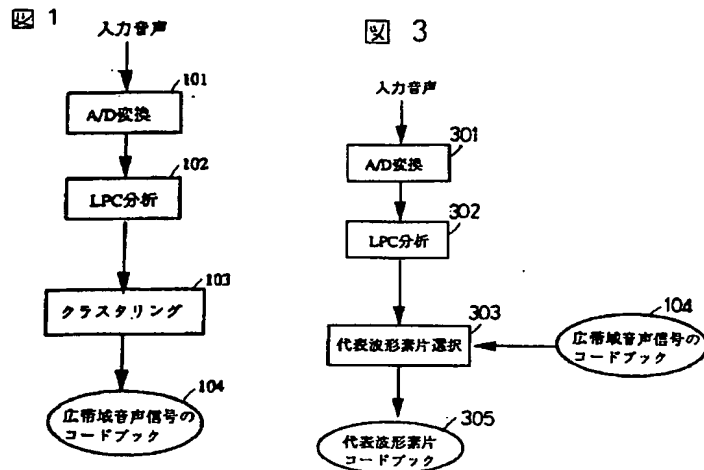 図 1
入力音声
101
A/D変換
102
LPC分析
103
クラスタリング
104
広帯域音声信号の
コードブック
図 3
入力音声
301
A/D変換
302
LPC分析
303
代表波形素片選択
104
広帯域音声信号の
コードブック
305
代表波形素片
コードブック